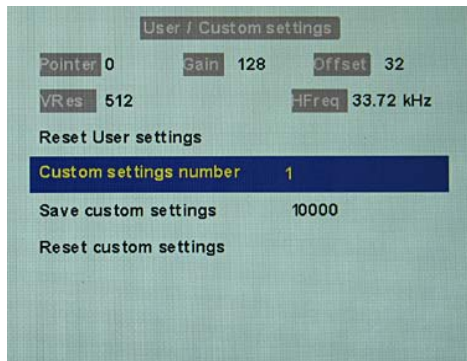 User / Custom settings
Pointer 0 Gain 128 Offset 32
VRes 512 HFreq 33.72 kHz
Reset User settings
Custom settings number 1
Save custom settings 10000
Reset custom settings